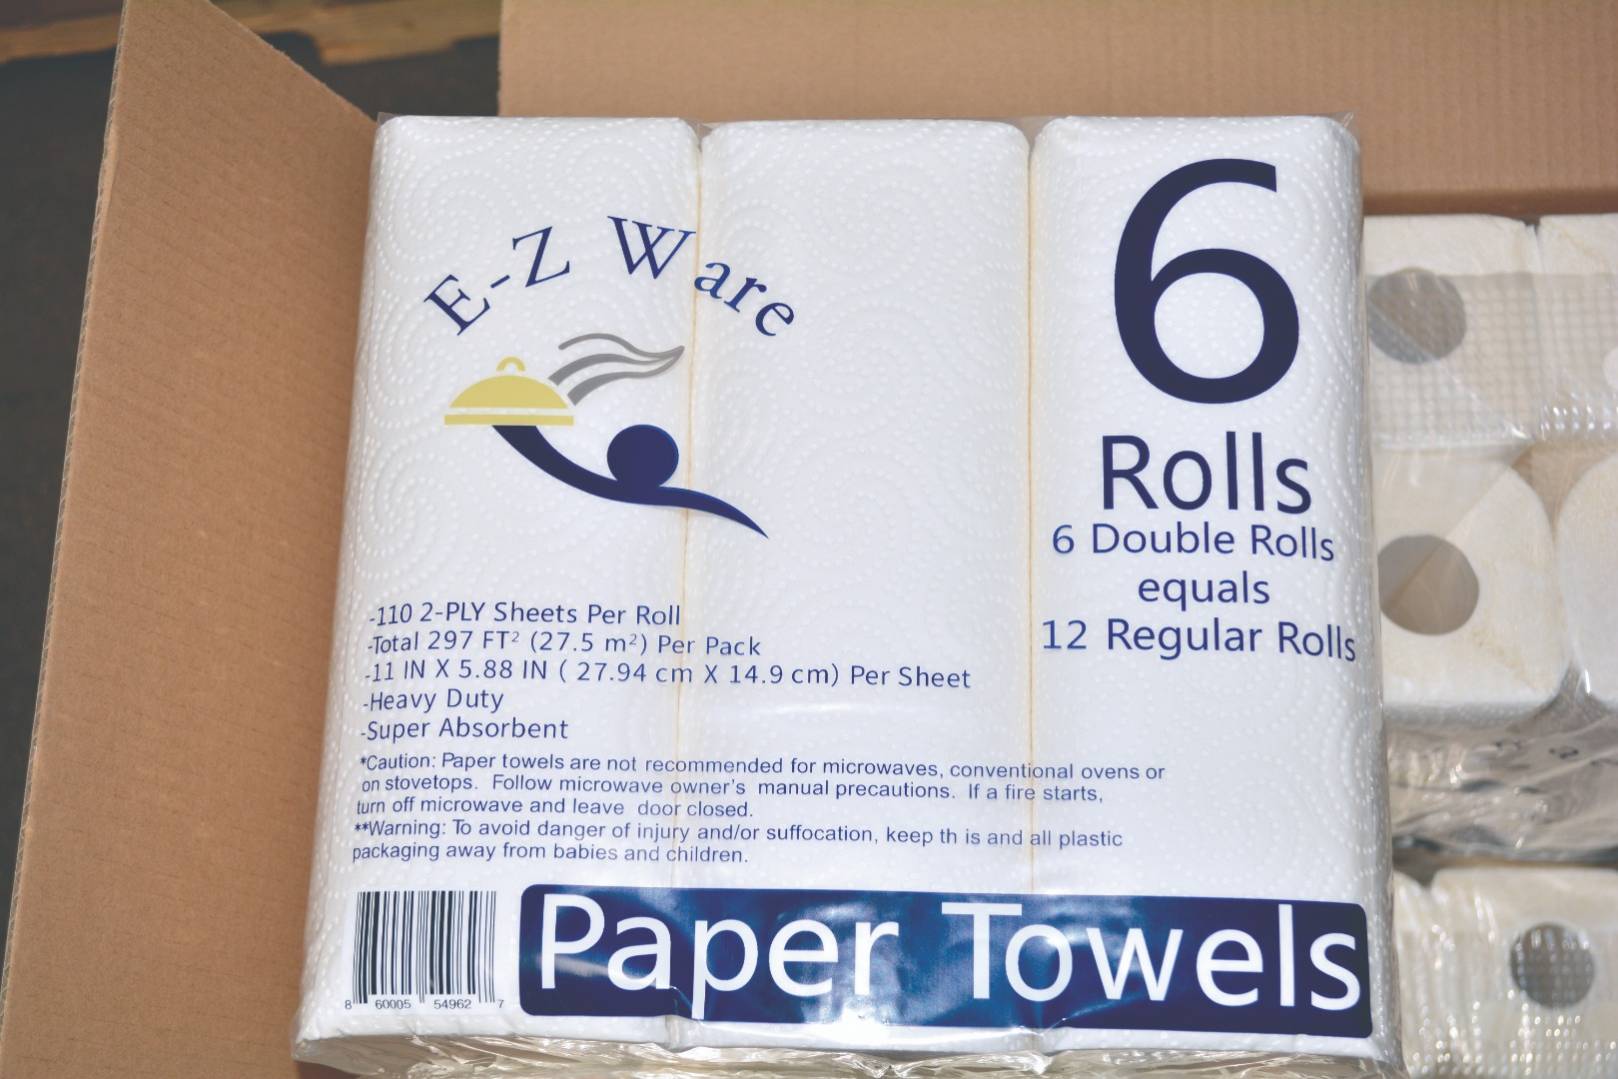 E-Z Ware
6
Rolls
6 Double Rolls
equals
12 Regular Rolls
-110 2-PLY Sheets Per Roll
-Total 297 FT² (27.5 m²) Per Pack
-11 IN X 5.88 IN ( 27.94 cm X 14.9 cm) Per Sheet
-Heavy Duty
-Super Absorbent
*Caution: Paper towels are not recommended for microwaves, conventional ovens or
on stovetops. Follow microwave owner's manual precautions. If a fire starts,
turn off microwave and leave door closed.
**Warning: To avoid danger of injury and/or suffocation, keep th is and all plastic
packaging away from babies and children.
8 60005 54962 7
Paper Towels